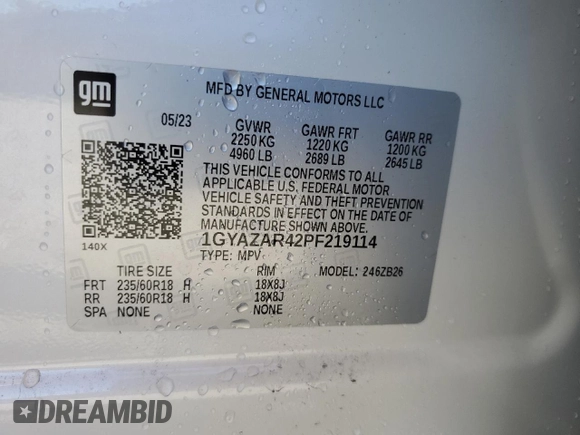 gm
MFD BY GENERAL MOTORS LLC
05/23 GVWR GAWR FRT GAWR RR
2250 KG 1220 KG 1200 KG
4960 LB 2689 LB 2645 LB
THIS VEHICLE CONFORMS TO ALL
APPLICABLE U.S. FEDERAL MOTOR
VEHICLE SAFETY AND THEFT PREVENTION
STANDARDS IN EFFECT ON THE DATE OF
MANUFACTURE SHOWN ABOVE.
140X
1GYAZAR42PF219114
TYPE: MPV
TIRE SIZE RIM MODEL: 246ZB26
FRT 235/60R18 H 18X8J
RR 235/60R18 H 18X8J
SPA NONE NONE
DREAMBID